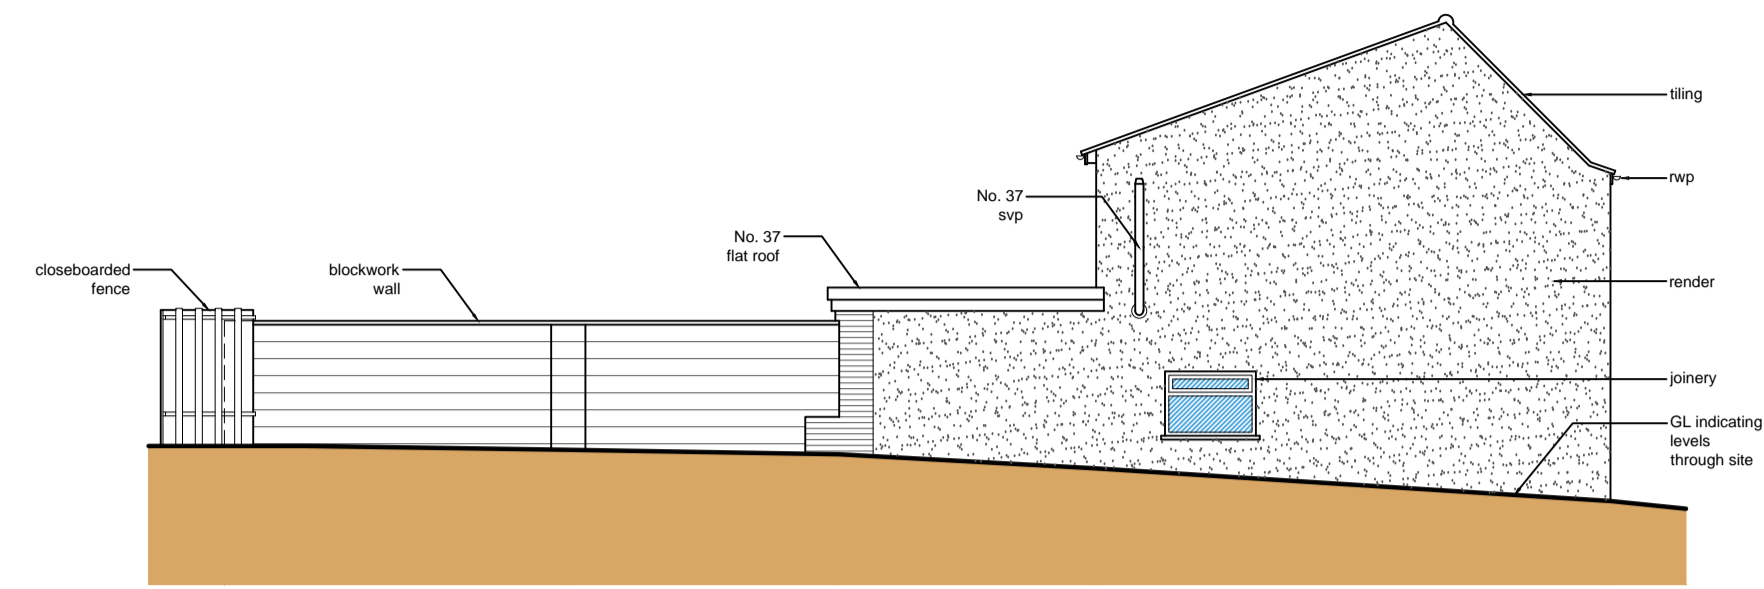 tiling
rwp
No. 37
svp
No. 37
flat roof
closeboarded
fence
blockwork
wall
render
joinery
GL indicating
levels
through site